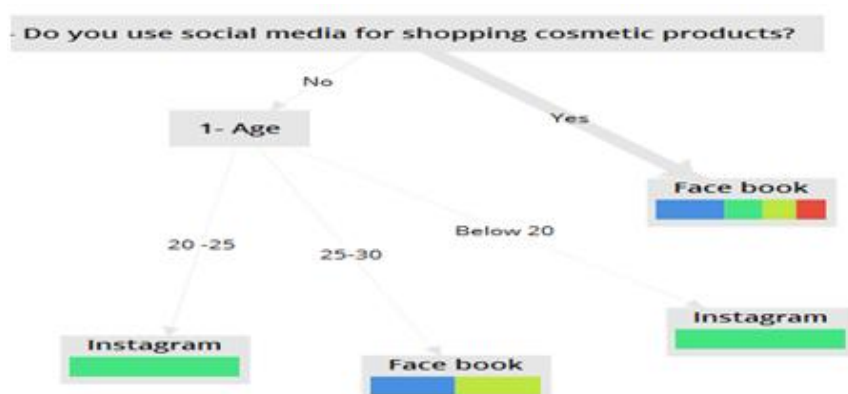 - Do you use social media for shopping cosmetic products?
No
Yes
1- Age
Face book
20 -25
25-30
Below 20
Instagram
Face book
Instagram